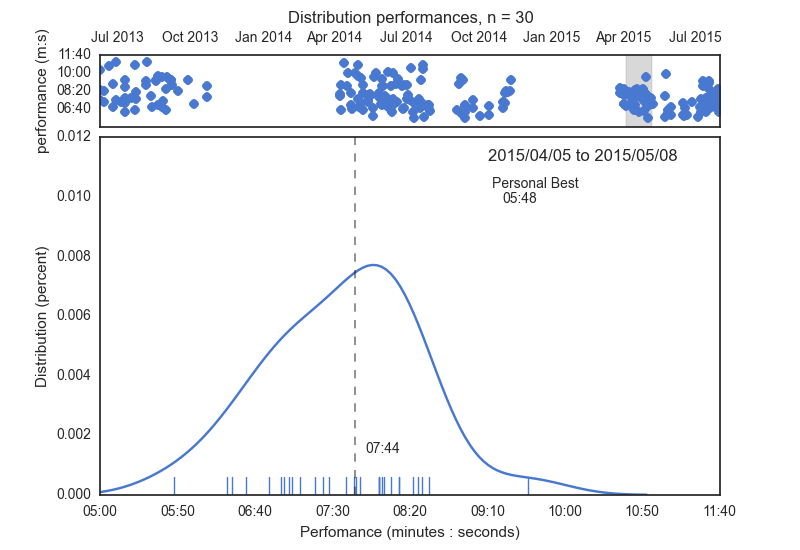 Distribution performances, n = 30
Jul 2013 Oct 2013 Jan 2014 Apr 2014 Jul 2014 Oct 2014 Jan 2015 Apr 2015 Jul 2015
performance (m:s)
11:40
10:00
08:20
06:40
Distribution (percent)
0.012
0.010
0.008
0.006
0.004
0.002
0.000
2015/04/05 to 2015/05/08
Personal Best
05:48
07:44
05:00 05:50 06:40 07:30 08:20 09:10 10:00 10:50 11:40
Perfomance (minutes : seconds)